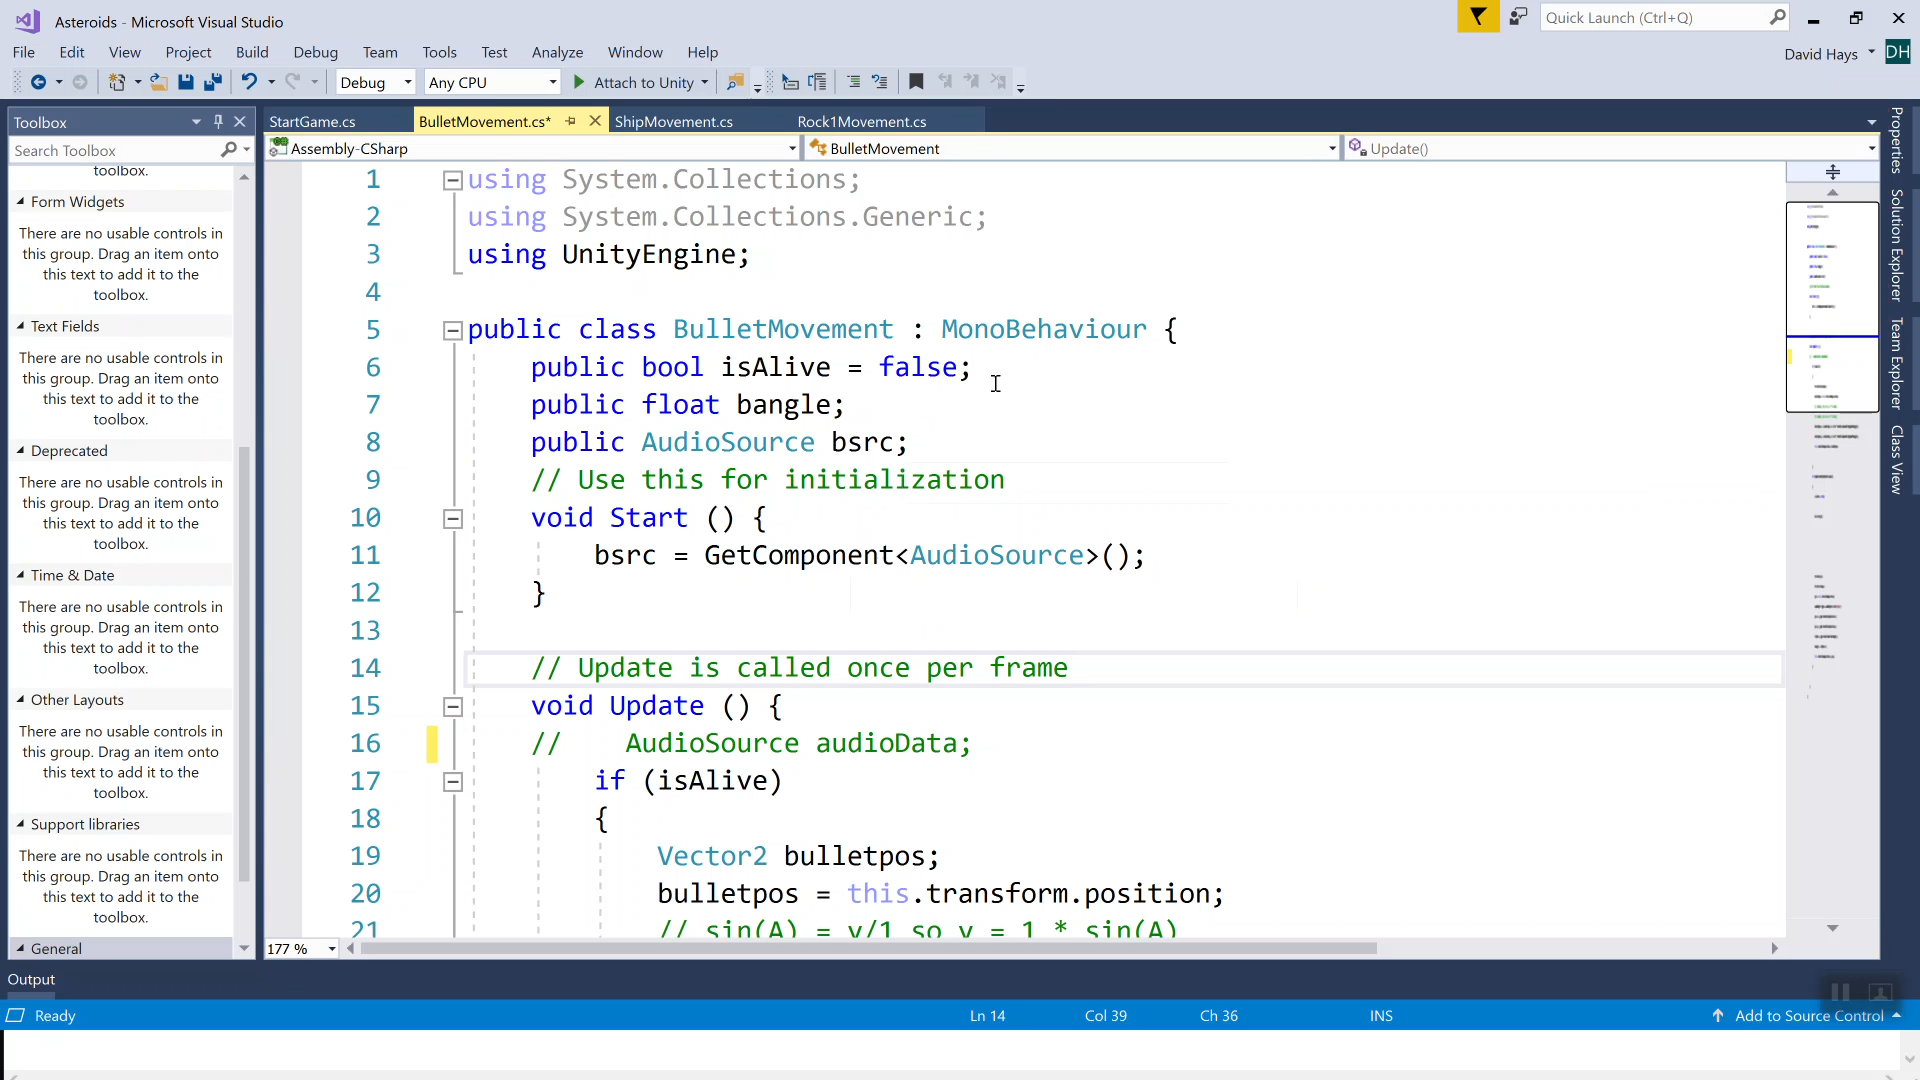 Asteroids - Microsoft Visual Studio
Quick Launch (Ctrl+Q)
File Edit View Project Build Debug Team Tools Test Analyze Window Help
David Hays DH
Debug Any CPU Attach to Unity
Toolbox
Search Toolbox
toolbox.
Form Widgets
There are no usable controls in
this group. Drag an item onto
this text to add it to the
toolbox.
Text Fields
There are no usable controls in
this group. Drag an item onto
this text to add it to the
toolbox.
Deprecated
There are no usable controls in
this group. Drag an item onto
this text to add it to the
toolbox.
Time & Date
There are no usable controls in
this group. Drag an item onto
this text to add it to the
toolbox.
Other Layouts
There are no usable controls in
this group. Drag an item onto
this text to add it to the
toolbox.
Support libraries
There are no usable controls in
this group. Drag an item onto
this text to add it to the
toolbox.
General
StartGame.cs BulletMovement.cs* ShipMovement.cs Rock1Movement.cs
Assembly-CSharp BulletMovement Update()
1 using System.Collections;
2 using System.Collections.Generic;
3 using UnityEngine;
4
5 public class BulletMovement : MonoBehaviour {
6 public bool isAlive = false;
7 public float bangle;
8 public AudioSource bsrc;
9 // Use this for initialization
10 void Start () {
11 bsrc = GetComponent<AudioSource>();
12 }
13
14 // Update is called once per frame
15 void Update () {
16 // AudioSource audioData;
17 if (isAlive)
18 {
19 Vector2 bulletpos;
20 bulletpos = this.transform.position;
21 // sin(A) = y/1 so y = 1 * sin(A)
177 %
Properties
Solution Explorer
Team Explorer
Class View
Output
Ready Ln 14 Col 39 Ch 36 INS Add to Source Control